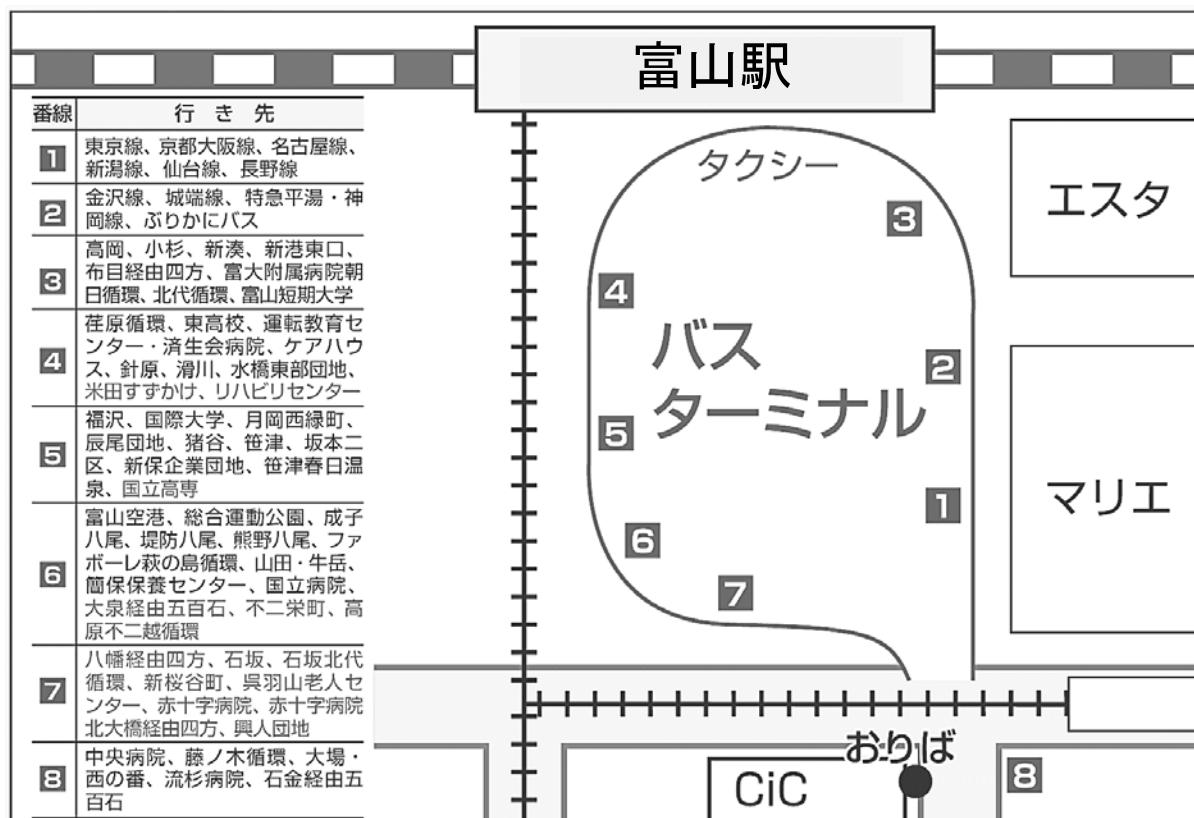 富山駅
番線 行き先
1 東京線、京都大阪線、名古屋線、
新潟線、仙台線、長野線
2 金沢線、城端線、特急平湯・神
岡線、ぶりかにバス
3 高岡、小杉、新湊、新港東口、
布目経由四方、富大附属病院朝
日循環、北代循環、富山短期大学
4 荏原循環、東高校、運転教育セ
ンター・済生会病院、ケアハウ
ス、針原、滑川、水橋東部団地、
米田すずかけ、リハビリセンター
5 福沢、国際大学、月岡西緑町、
辰尾団地、猪谷、笹津、坂本二
区、新保企業団地、笹津春日温
泉、国立高専
6 富山空港、総合運動公園、成子
八尾、堤防八尾、熊野八尾、ファ
ボーレ萩の島循環、山田・牛岳、
簡保保養センター、国立病院、
大泉経由五百石、不二栄町、高
原不二越循環
7 八幡経由四方、石坂、石坂北代
循環、新桜谷町、呉羽山老人セ
ンター、赤十字病院、赤十字病院
北大橋経由四方、興人団地
8 中央病院、藤ノ木循環、大場・
西の番、流杉病院、石金経由五
百石
タクシー
3
4
バス
ターミナル
2
5
1
6
7
エスタ
マリエ
おりば
CiC
8